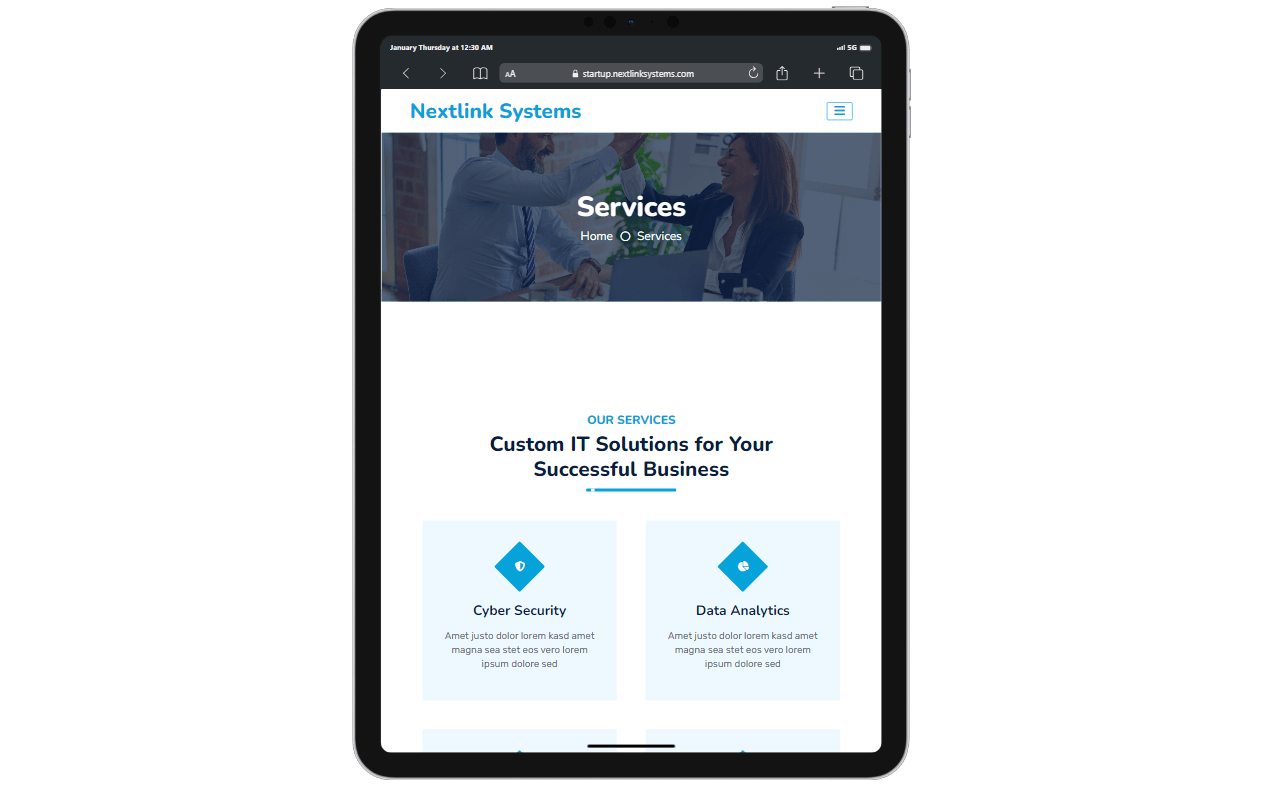 January Thursday at 12:30 AM
5G
AA
startup.nextlinksystems.com
Nextlink Systems
Services
Home Services
OUR SERVICES
Custom IT Solutions for Your
Successful Business
Cyber Security
Amet justo dolor lorem kasd amet
magna sea stet eos vero lorem
ipsum dolore sed
Data Analytics
Amet justo dolor lorem kasd amet
magna sea stet eos vero lorem
ipsum dolore sed